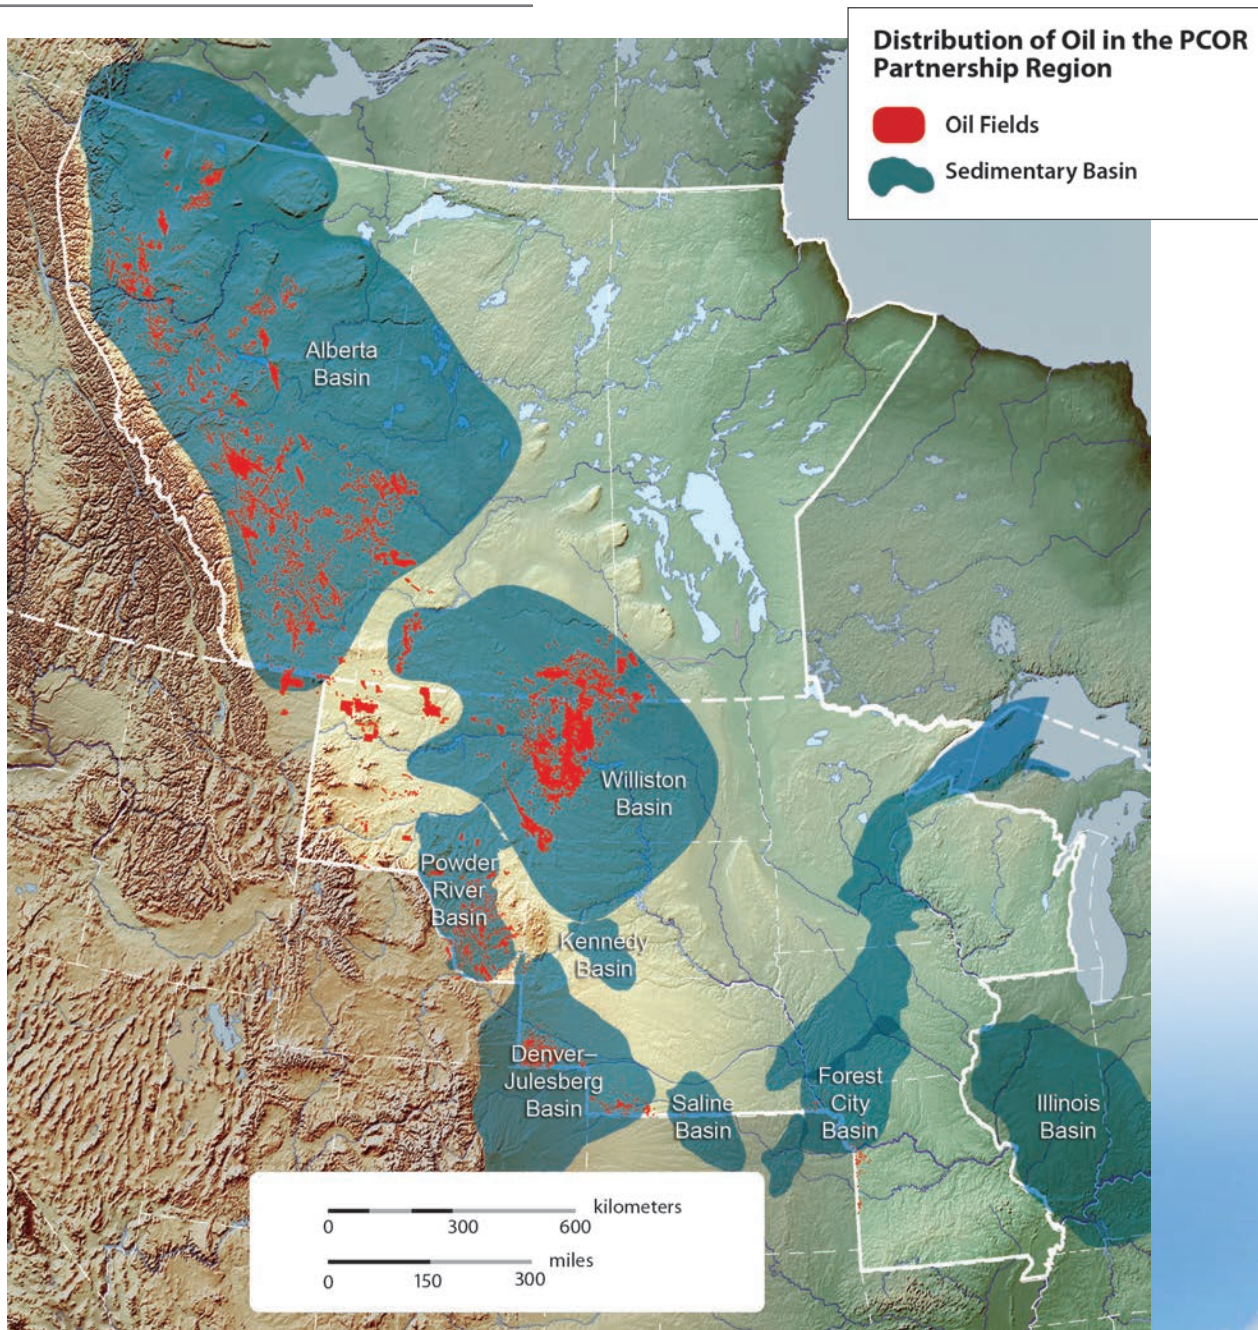 Distribution of Oil in the PCOR
Partnership Region
Oil Fields
Sedimentary Basin
Alberta
Basin
Williston
Basin
Powder
River
Basin
Kennedy
Basin
Denver–
Julesberg
Basin
Saline
Basin
Forest
City
Basin
Illinois
Basin
kilometers
0 300 600
miles
0 150 300